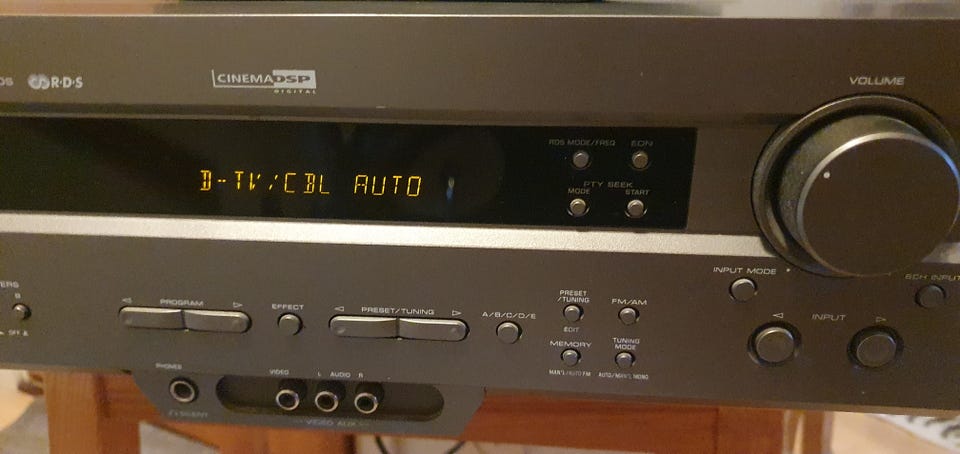 R·D·S
CINEMA DSP
DIGITAL
VOLUME
RDS MODE/FREQ EON
PTY SEEK
MODE START
D-TV/CBL AUTO
INPUT MODE
6CH INPUT
B
PROGRAM
EFFECT
PRESET/TUNING
A/B/C/D/E
PRESET
/TUNING
EDIT
FM/AM
INPUT
MEMORY
MAN'L/AUTO FM
TUNING
MODE
AUTO/MAN'L MONO
PHONES
SILENT
VIDEO L AUDIO R
VIDEO AUX